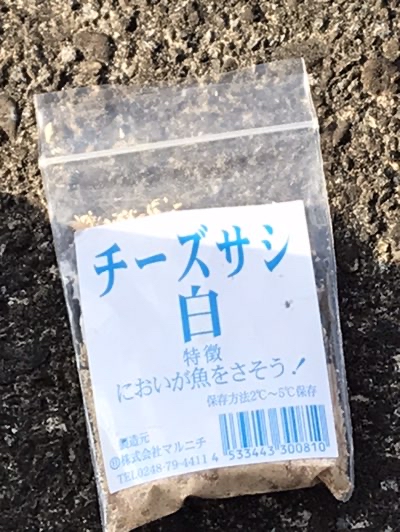 チーズサシ
白
特徴
においが魚をさそう!
保存方法2℃~5℃保存
製造元
株式会社マルニチ
TEL0248-79-4411
4 533443 300810